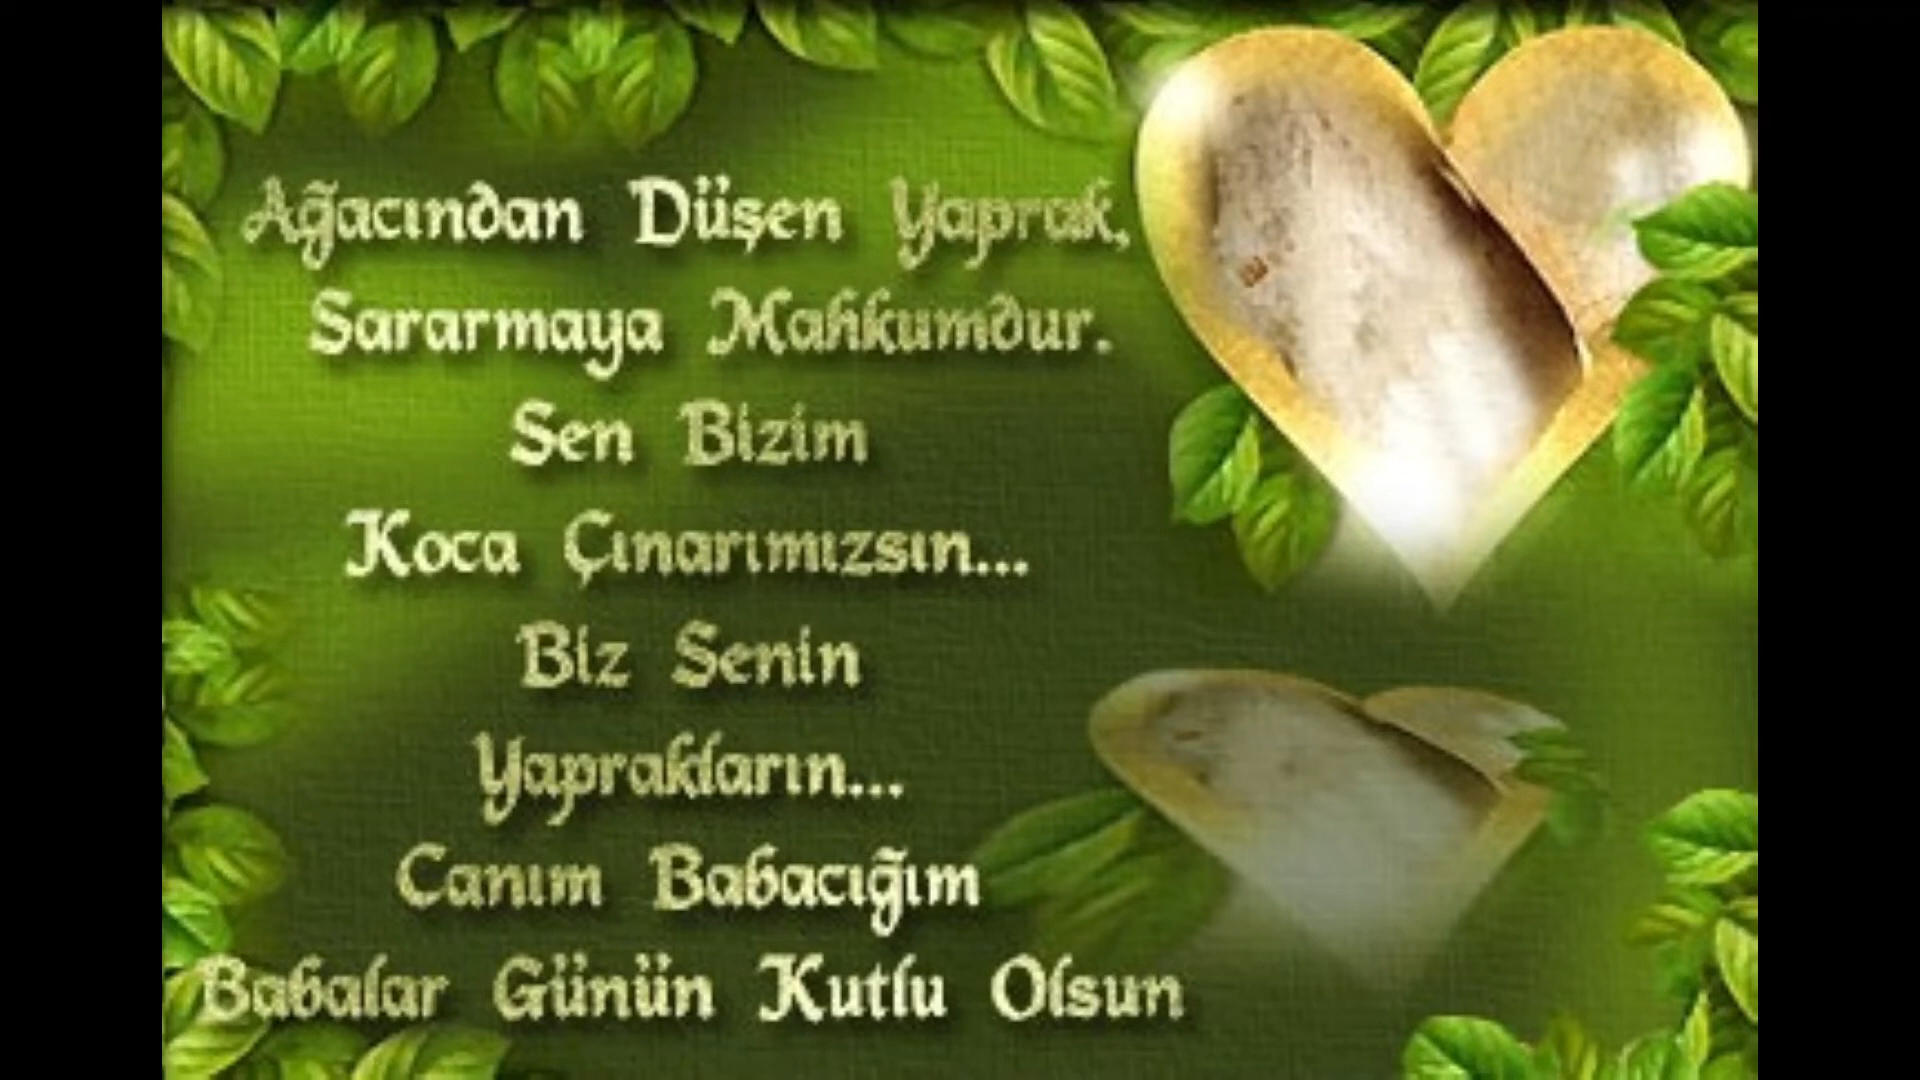 Ağacından Düşen Yaprak,
Sararmaya Mahkumdur.
Sen Bizim
Koca Çınarımızsın...
Biz Senin
Yaprakların...
Canım Babacığım
Babalar Günün Kutlu Olsun